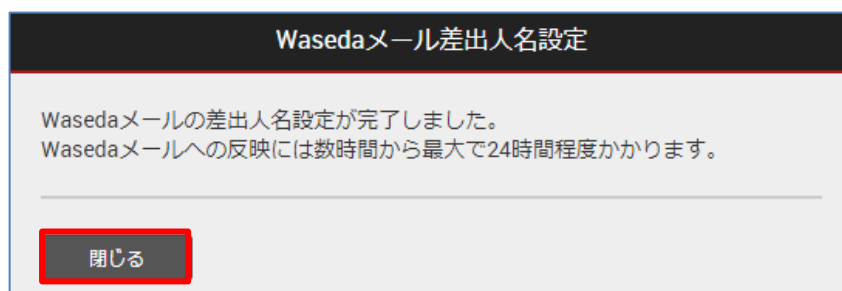 Wasedaメール差出人名設定
Wasedaメールの差出人名設定が完了しました。
Wasedaメールへの反映には数時間から最大で24時間程度かかります。
閉じる